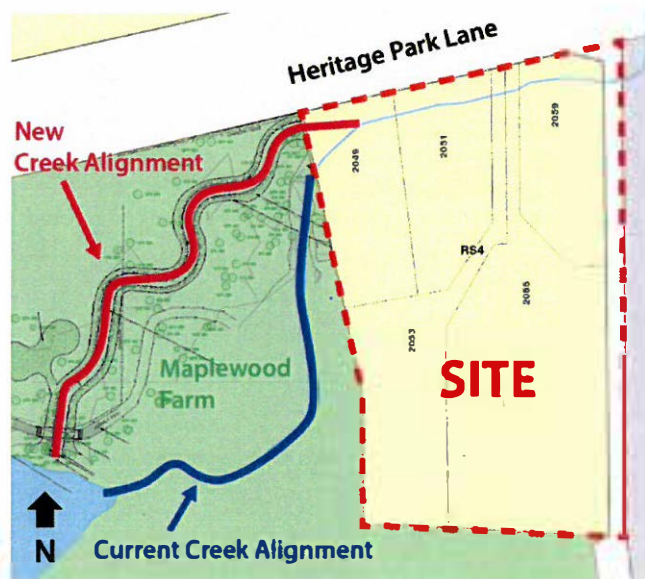 Heritage Park Lane
New
Creek Alignment
2049
2051
2059
RS4
2055
2053
SITE
Maplewood
Farm
N
Current Creek Alignment